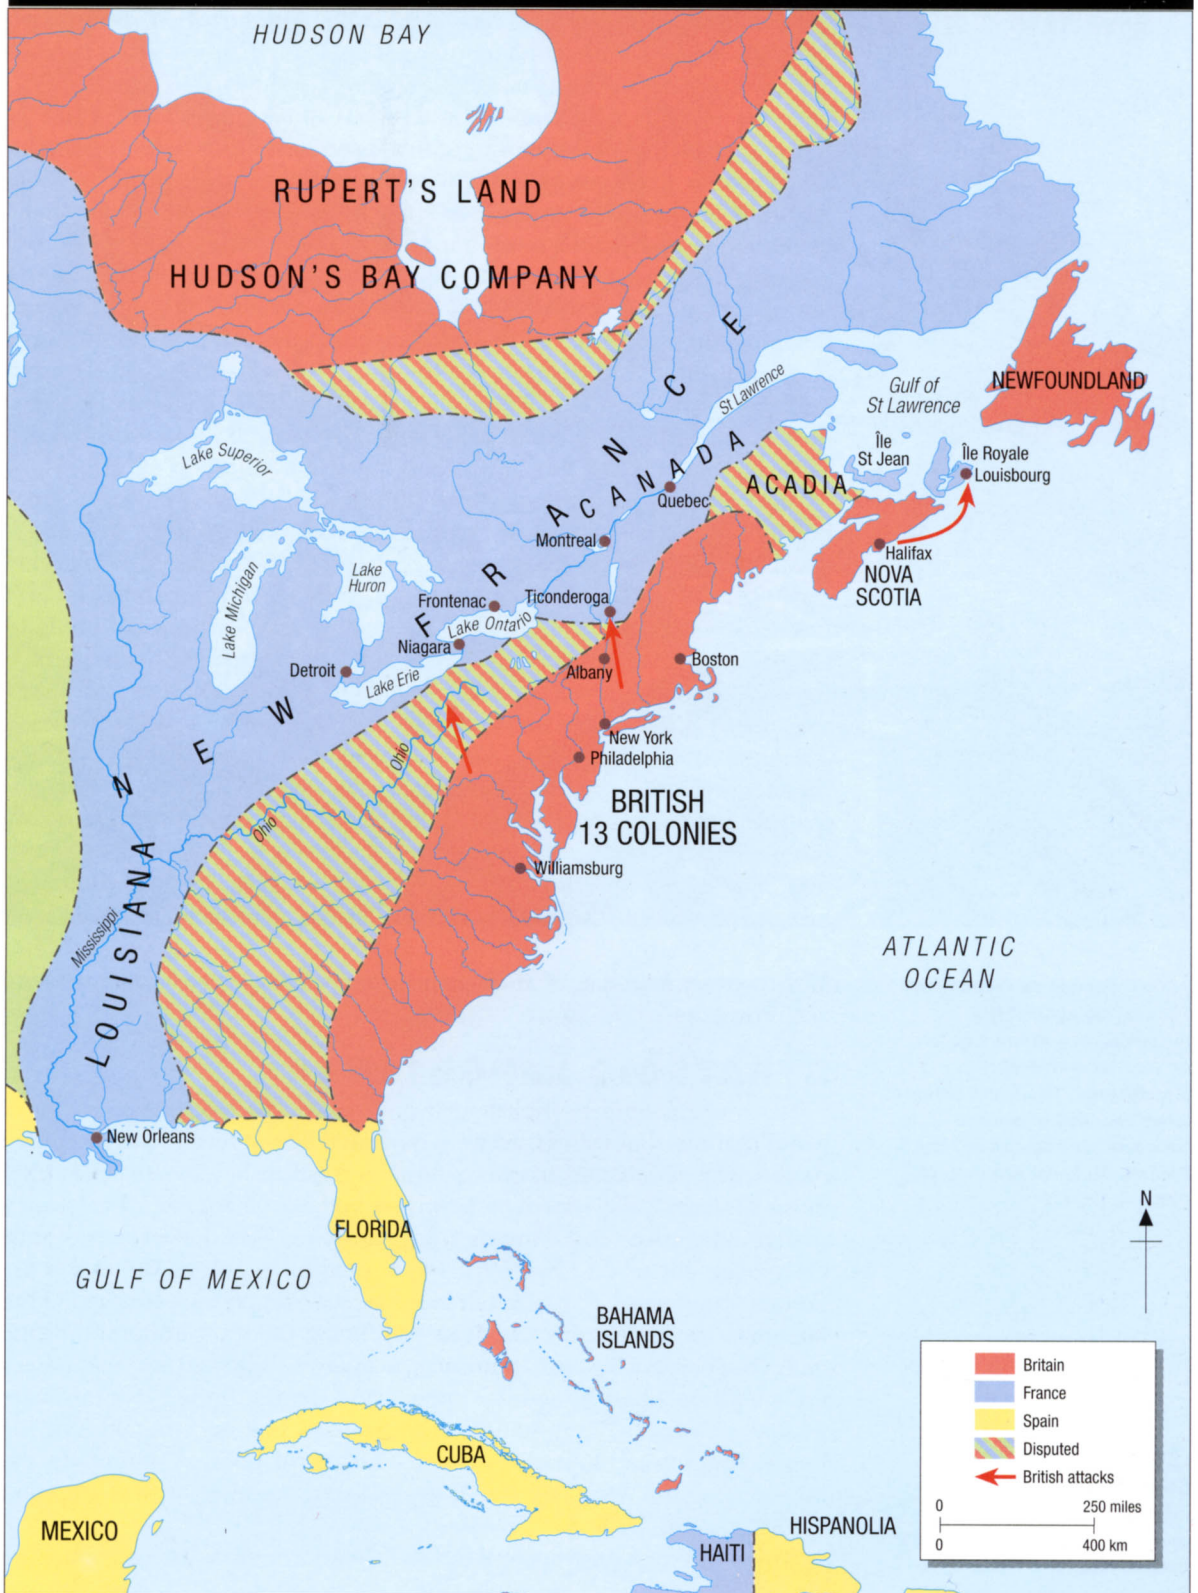 HUDSON BAY
RUPERT'S LAND
HUDSON'S BAY COMPANY
NEW FRANCE
St Lawrence
Gulf of
St Lawrence
NEWFOUNDLAND
CANADA
Lake Superior
Île
St Jean
Île Royale
Louisbourg
ACADIA
Quebec
Montreal
Halifax
NOVA
SCOTIA
Lake Michigan
Lake
Huron
Frontenac
Ticonderoga
Lake Ontario
Niagara
Detroit
Lake Erie
Albany
Boston
New York
Philadelphia
Ohio
Ohio
BRITISH
13 COLONIES
Williamsburg
LOUISIANA
Mississippi
ATLANTIC
OCEAN
New Orleans
FLORIDA
GULF OF MEXICO
N
BAHAMA
ISLANDS
CUBA
MEXICO
HAITI
HISPANOLIA
Britain
France
Spain
Disputed
British attacks
0 250 miles
0 400 km